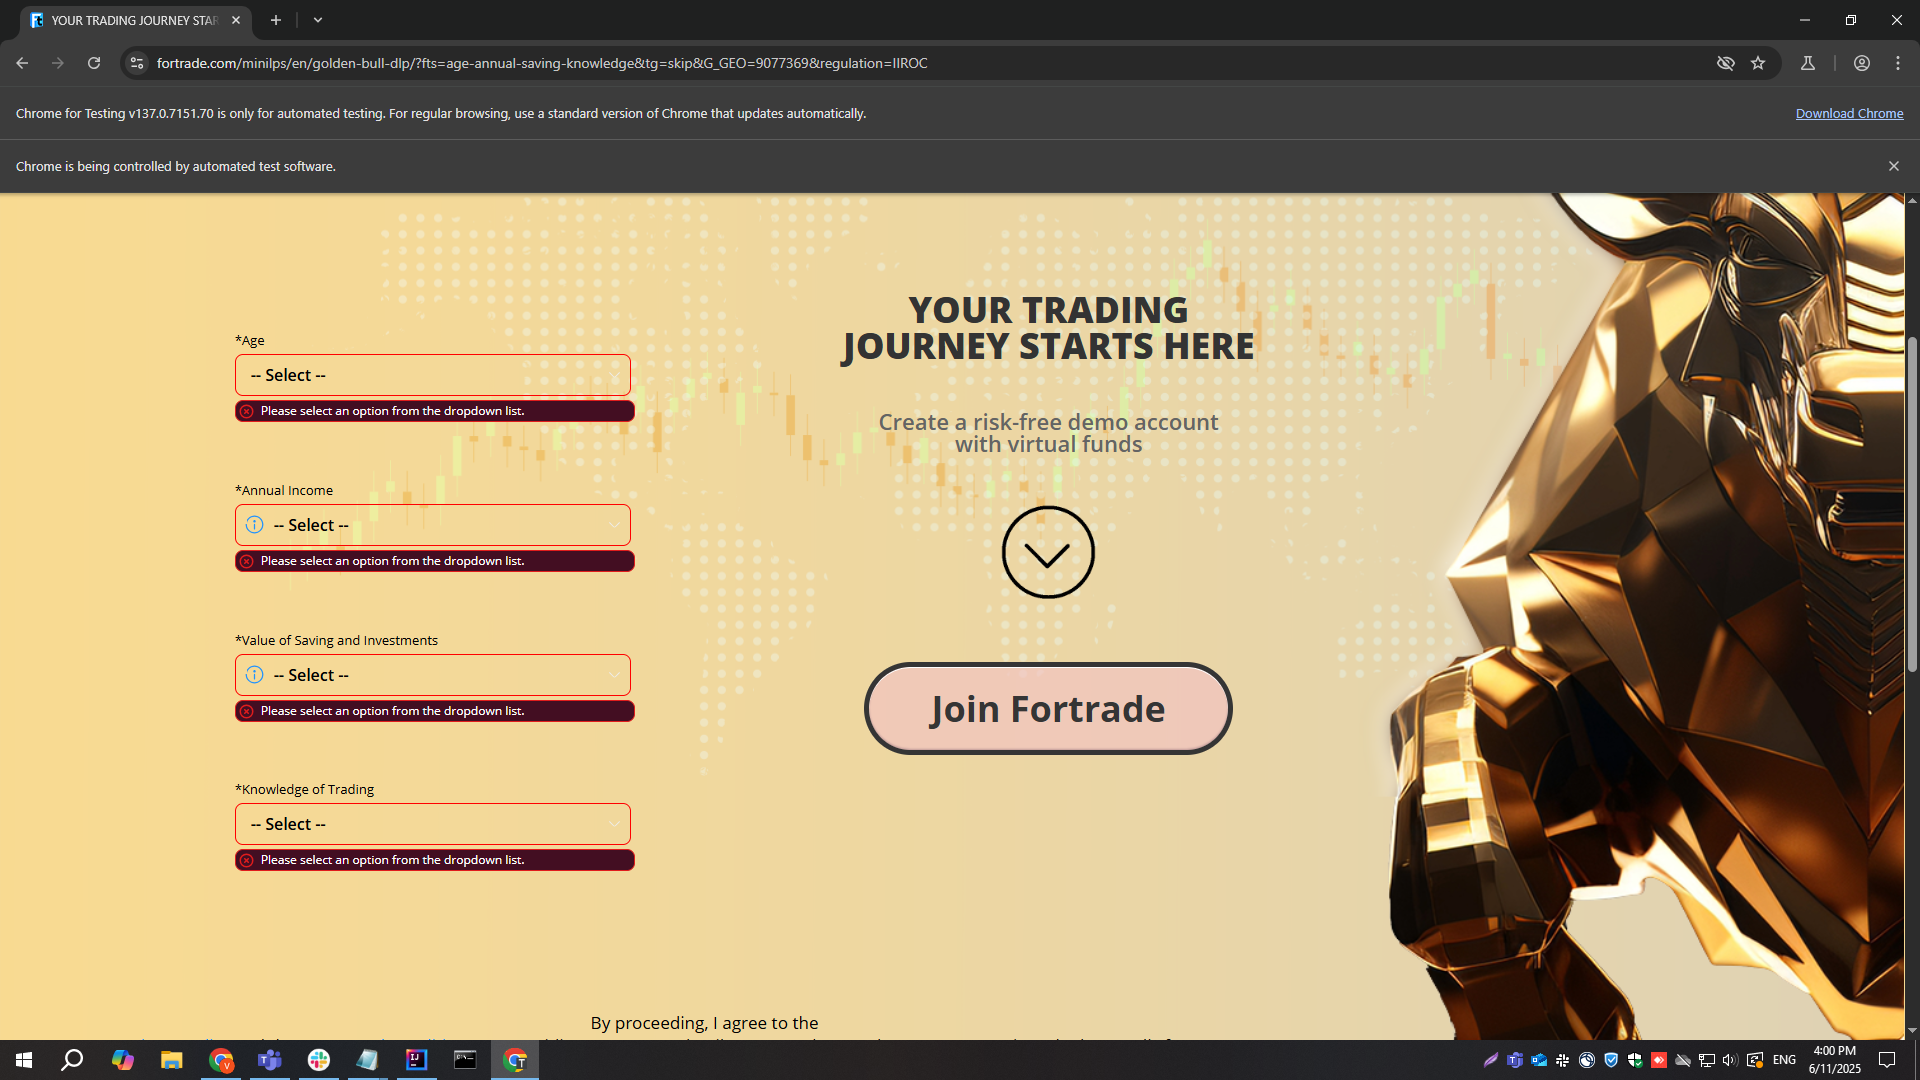 YOUR TRADING JOURNEY STAR
fortrade.com/minilps/en/golden-bull-dlp/?fts=age-annual-saving-knowledge&tg=skip&G_GEO=9077369&regulation=IIROC
Chrome for Testing v137.0.7151.70 is only for automated testing. For regular browsing, use a standard version of Chrome that updates automatically.
Download Chrome
Chrome is being controlled by automated test software.
YOUR TRADING
JOURNEY STARTS HERE
Create a risk-free demo account
with virtual funds
Join Fortrade
*Age
-- Select --
Please select an option from the dropdown list.
*Annual Income
-- Select --
Please select an option from the dropdown list.
*Value of Saving and Investments
-- Select --
Please select an option from the dropdown list.
*Knowledge of Trading
-- Select --
Please select an option from the dropdown list.
By proceeding, I agree to the
ENG
4:00 PM
6/11/2025